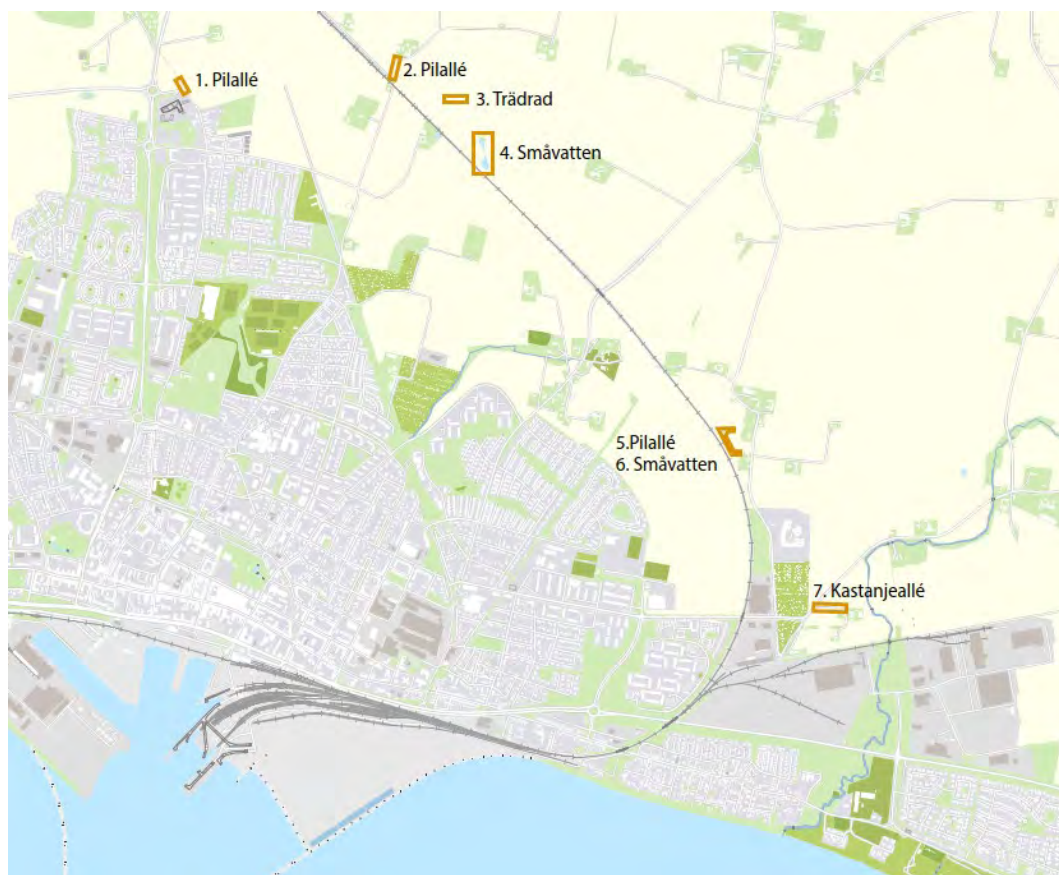 1. Pilallé
2. Pilallé
3. Trädrad
4. Småvatten
5.Pilallé
6. Småvatten
7. Kastanjeallé